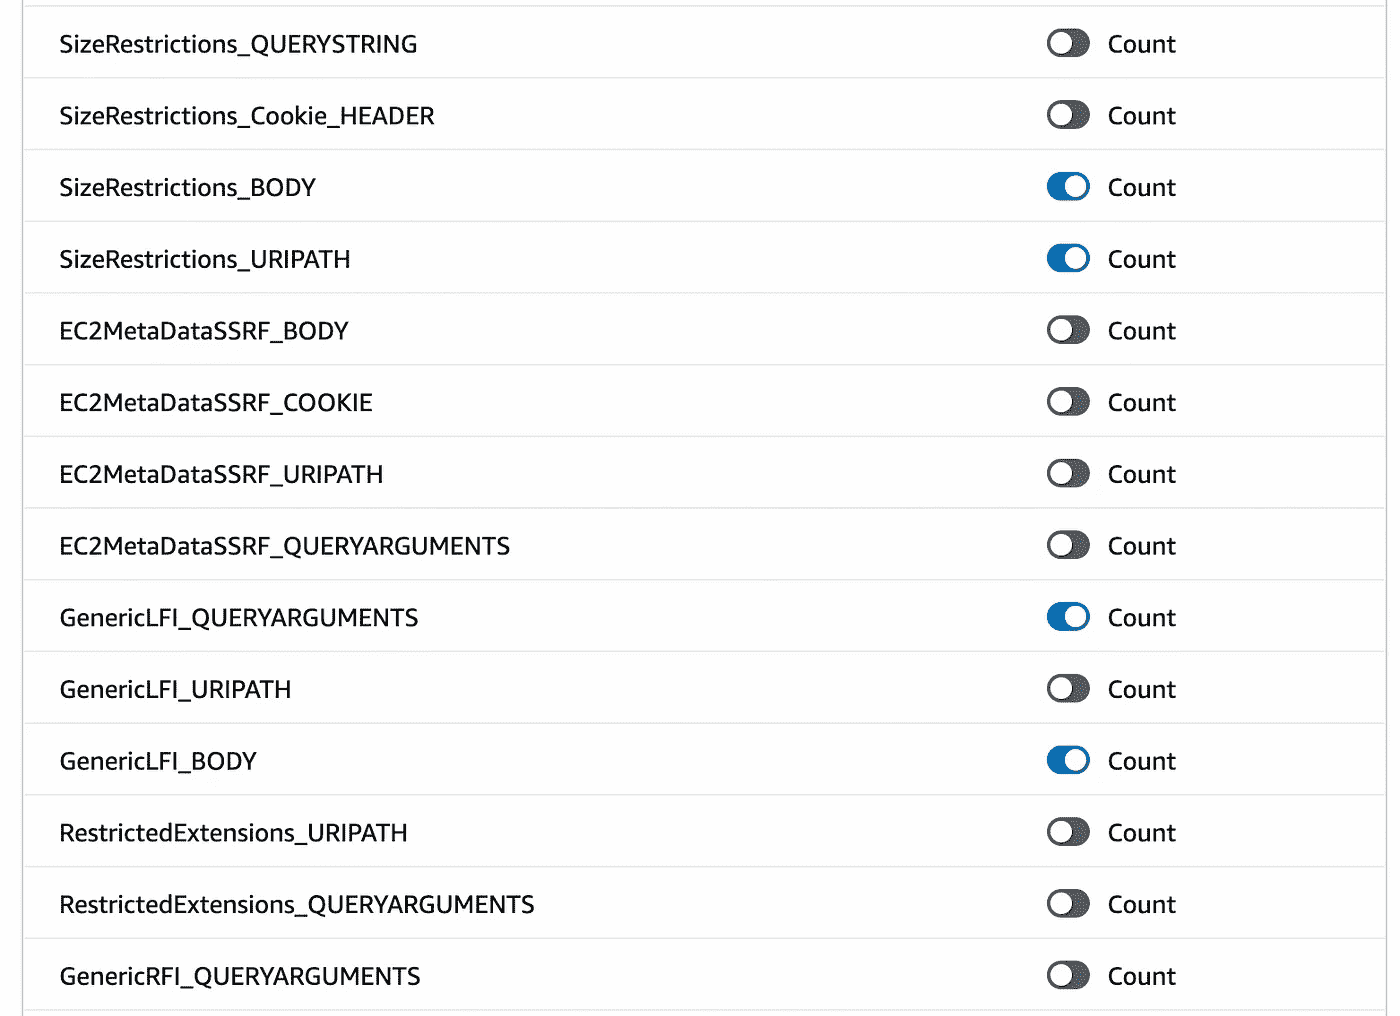 SizeRestrictions_QUERYSTRING Count
SizeRestrictions_Cookie_HEADER Count
SizeRestrictions_BODY Count
SizeRestrictions_URIPATH Count
EC2MetaDataSSRF_BODY Count
EC2MetaDataSSRF_COOKIE Count
EC2MetaDataSSRF_URIPATH Count
EC2MetaDataSSRF_QUERYARGUMENTS Count
GenericLFI_QUERYARGUMENTS Count
GenericLFI_URIPATH Count
GenericLFI_BODY Count
RestrictedExtensions_URIPATH Count
RestrictedExtensions_QUERYARGUMENTS Count
GenericRFI_QUERYARGUMENTS Count